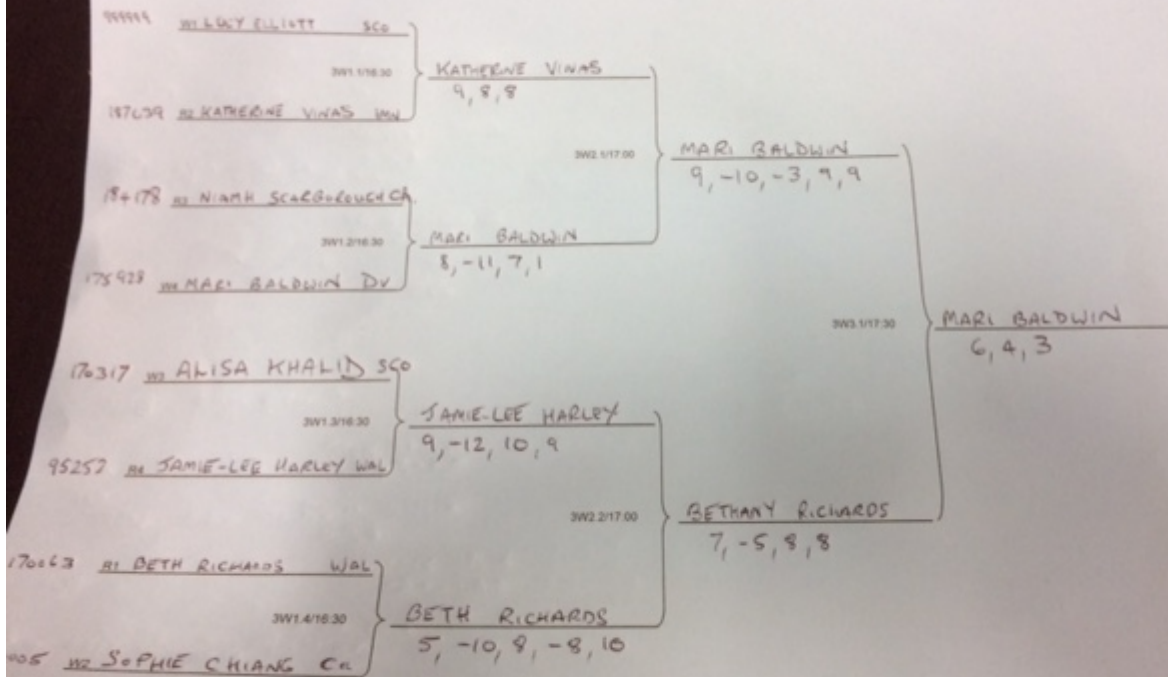 999999 W1 LUCY ELLIOTT SCO
3W1.1/16:30
KATHERINE VINAS
9, 8, 8
R2 KATHERINE VINAS
3W2.1/17:00
MARI BALDWIN
9, -10, -3, 9, 9
184178 R3 NIAMH SCARBOROUGH
3W1.2/16:30
MARI BALDWIN
8, -11, 7, 1
175928 W4 MARI BALDWIN DV
3W3.1/17:30
MARI BALDWIN
6, 4, 3
170317 W3 ALISA KHALID SCO
3W1.3/16:30
JAMIE-LEE HARLEY
9, -12, 10, 9
95257 R4 JAMIE-LEE HARLEY WAL
3W2.2/17:00
BETHANY RICHARDS
7, -5, 8, 8
170063 R1 BETH RICHARDS WAL
3W1.4/16:30
BETH RICHARDS
5, -10, 8, -8, 10
W2 SOPHIE CHIANG